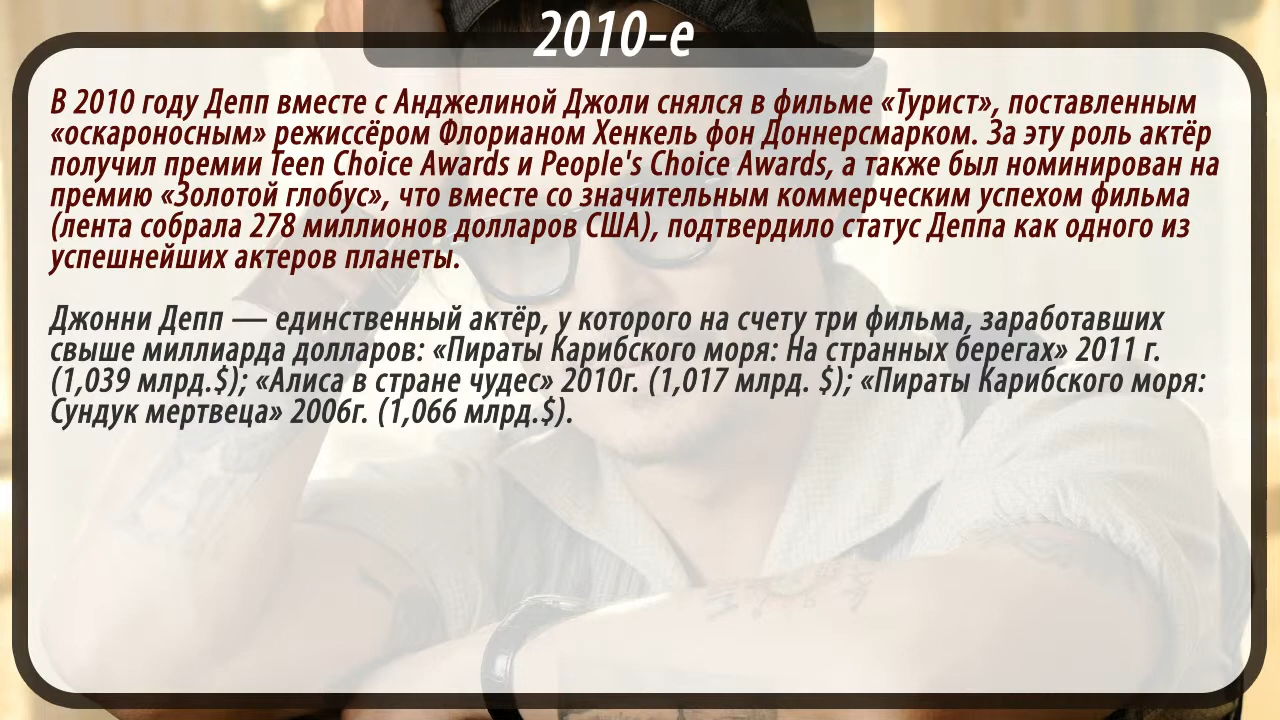 2010-е
В 2010 году Депп вместе с Анджелиной Джоли снялся в фильме «Турист», поставленным
«оскароносным» режиссёром Флорианом Хенкель фон Доннерсмарком. За эту роль актёр
получил премии Teen Choice Awards и People's Choice Awards, а также был номинирован на
премию «Золотой глобус», что вместе со значительным коммерческим успехом фильма
(лента собрала 278 миллионов долларов США), подтвердило статус Деппа как одного из
успешнейших актеров планеты.
Джонни Депп — единственный актёр, у которого на счету три фильма, заработавших
свыше миллиарда долларов: «Пираты Карибского моря: На странных берегах» 2011 г.
(1,039 млрд.$); «Алиса в стране чудес» 2010г. (1,017 млрд. $); «Пираты Карибского моря:
Сундук мертвеца» 2006г. (1,066 млрд.$).